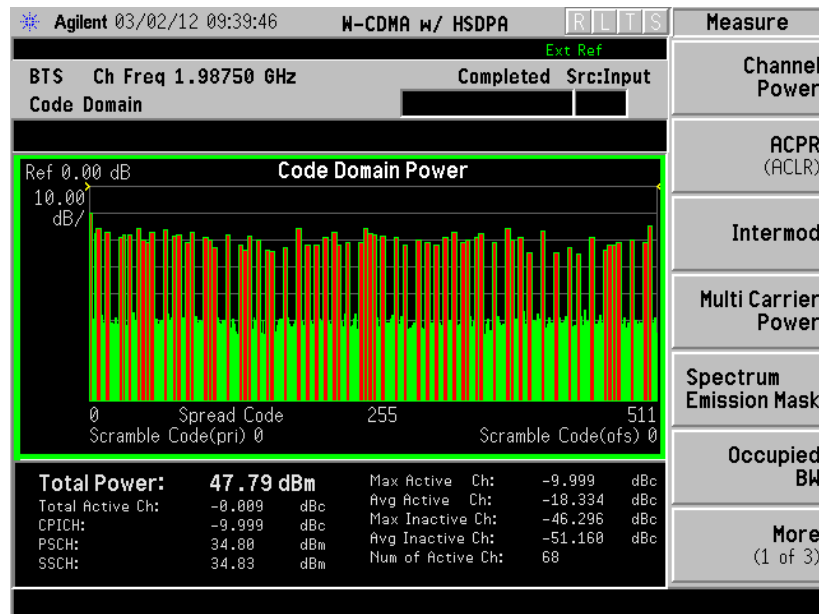 Agilent 03/02/12 09:39:46 W-CDMA w/ HSDPA R L T S
Measure
Ext Ref
BTS Ch Freq 1.98750 GHz Completed Src:Input
Code Domain
Channel
Power
ACPR
(ACLR)
Intermod
Multi Carrier
Power
Spectrum
Emission Mask
Occupied
BW
More
(1 of 3)
Ref 0.00 dB Code Domain Power
10.00
dB/
0 Spread Code 255 511
Scramble Code(pri) 0 Scramble Code(ofs) 0
Total Power: 47.79 dBm
Total Active Ch: -0.009 dBc
CPICH: -9.999 dBc
PSCH: 34.80 dBm
SSCH: 34.83 dBm
Max Active Ch: -9.999 dBc
Avg Active Ch: -18.334 dBc
Max Inactive Ch: -46.296 dBc
Avg Inactive Ch: -51.160 dBc
Num of Active Ch: 68